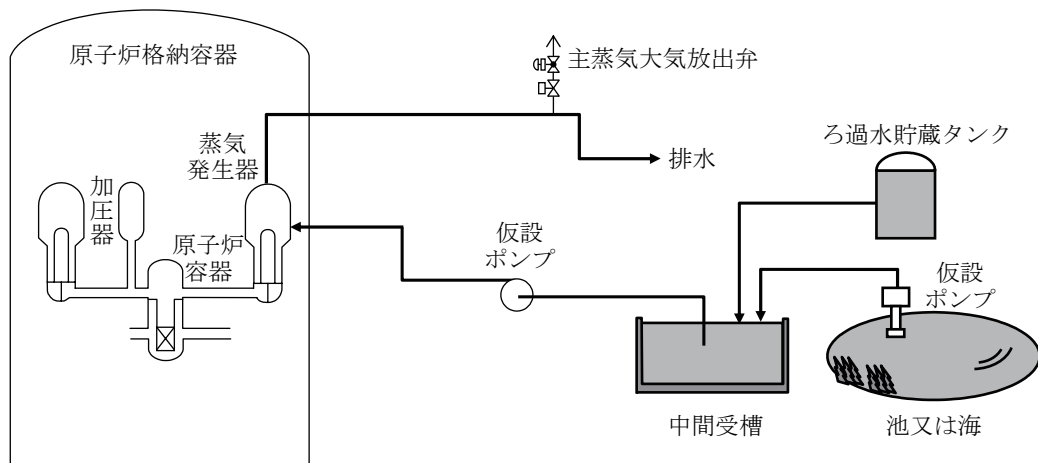 原子炉格納容器
主蒸気大気放出弁
蒸気
発生器
ろ過水貯蔵タンク
排水
加
圧
器
原子炉
容器
仮設
ポンプ
仮設
ポンプ
中間受槽
池又は海